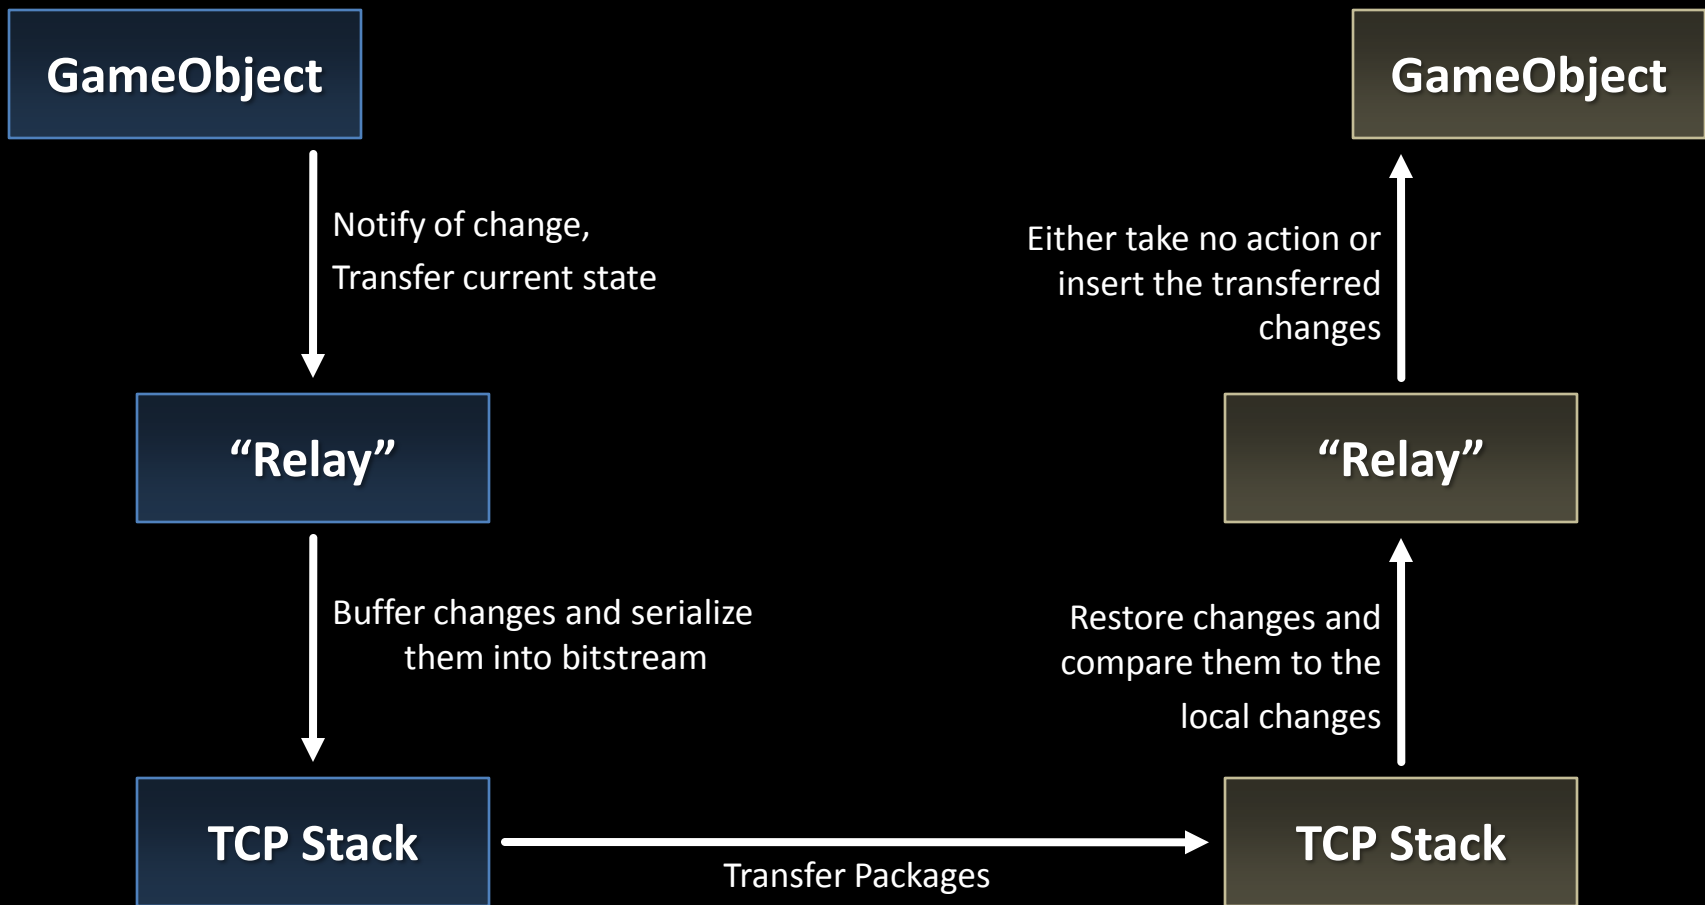 GameObject
GameObject
Notify of change,
Transfer current state
Either take no action or
insert the transferred
changes
“Relay”
“Relay”
Buffer changes and serialize
them into bitstream
Restore changes and
compare them to the
local changes
TCP Stack
TCP Stack
Transfer Packages